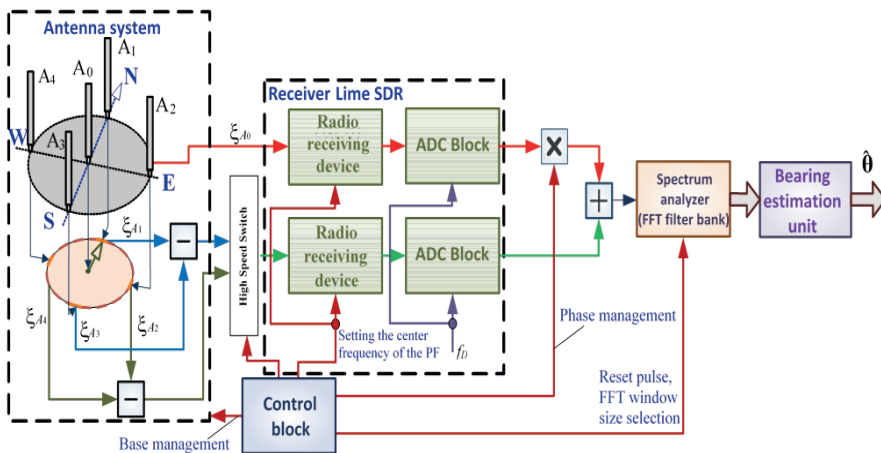 Antenna system
A1
A4
A0
N
A2
W
A3
E
S
ξA0
ξA1
ξA4
ξA3
ξA2
−
−
High Speed Switch
Receiver Lime SDR
Radio
receiving
device
ADC Block
Radio
receiving
device
ADC Block
Setting the center
frequency of the PF
fD
×
+
Spectrum
analyzer
(FFT filter bank)
Bearing
estimation
unit
θ̂
Phase management
Reset pulse,
FFT window
size selection
Control
block
Base management